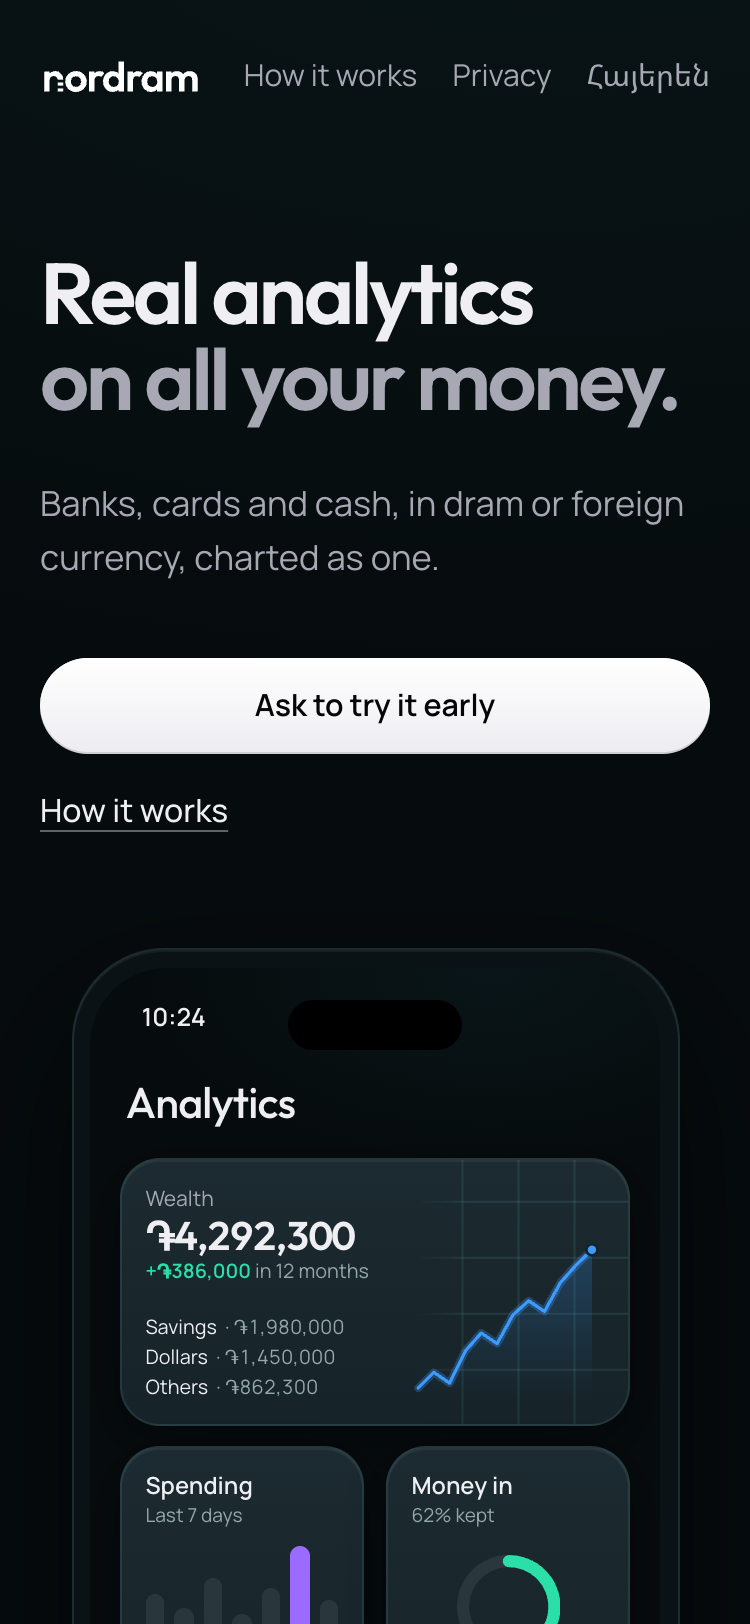 nordram
How it works
Privacy
Հայերեն
Real analytics
on all your money.
Banks, cards and cash, in dram or foreign
currency, charted as one.
Ask to try it early
How it works
10:24
Analytics
Wealth
֏4,292,300
+֏386,000 in 12 months
Savings · ֏1,980,000
Dollars · ֏1,450,000
Others · ֏862,300
Spending
Last 7 days
Money in
62% kept